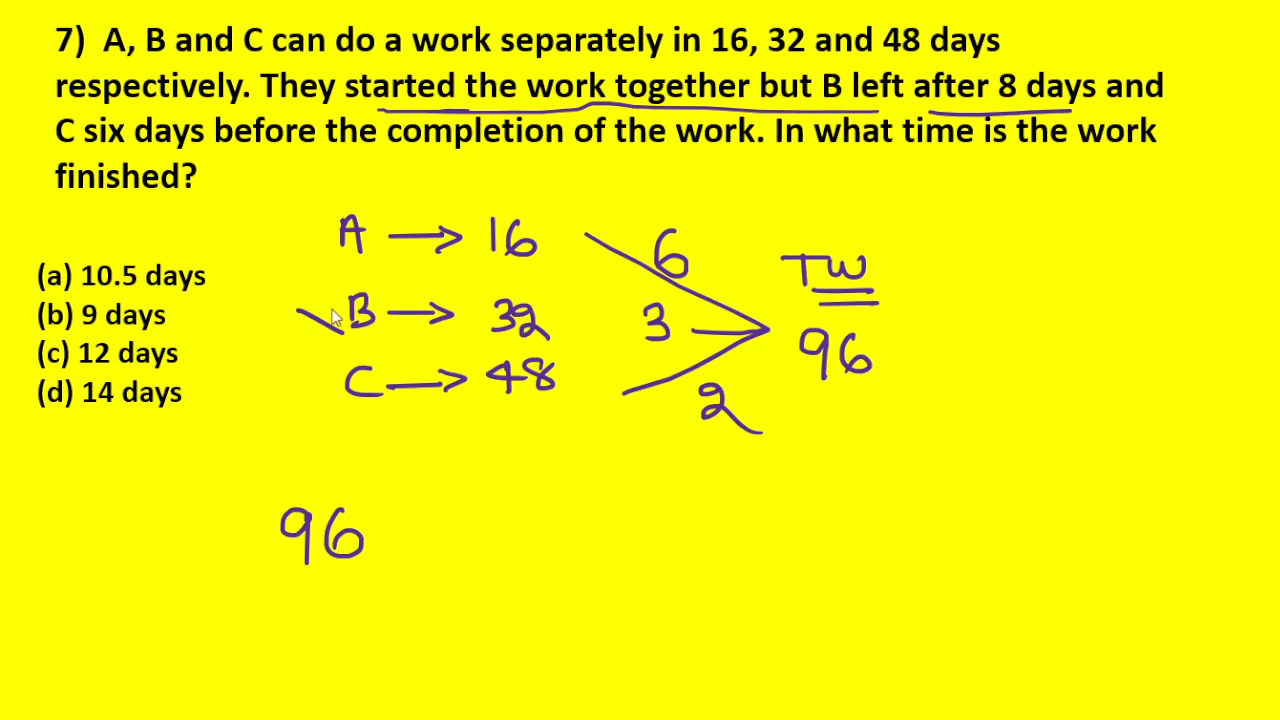 7) A, B and C can do a work separately in 16, 32 and 48 days
respectively. They started the work together but B left after 8 days and
C six days before the completion of the work. In what time is the work
finished?
(a) 10.5 days
(b) 9 days
(c) 12 days
(d) 14 days
A → 16 6
B → 32 3
C → 48 2
TW
96
96